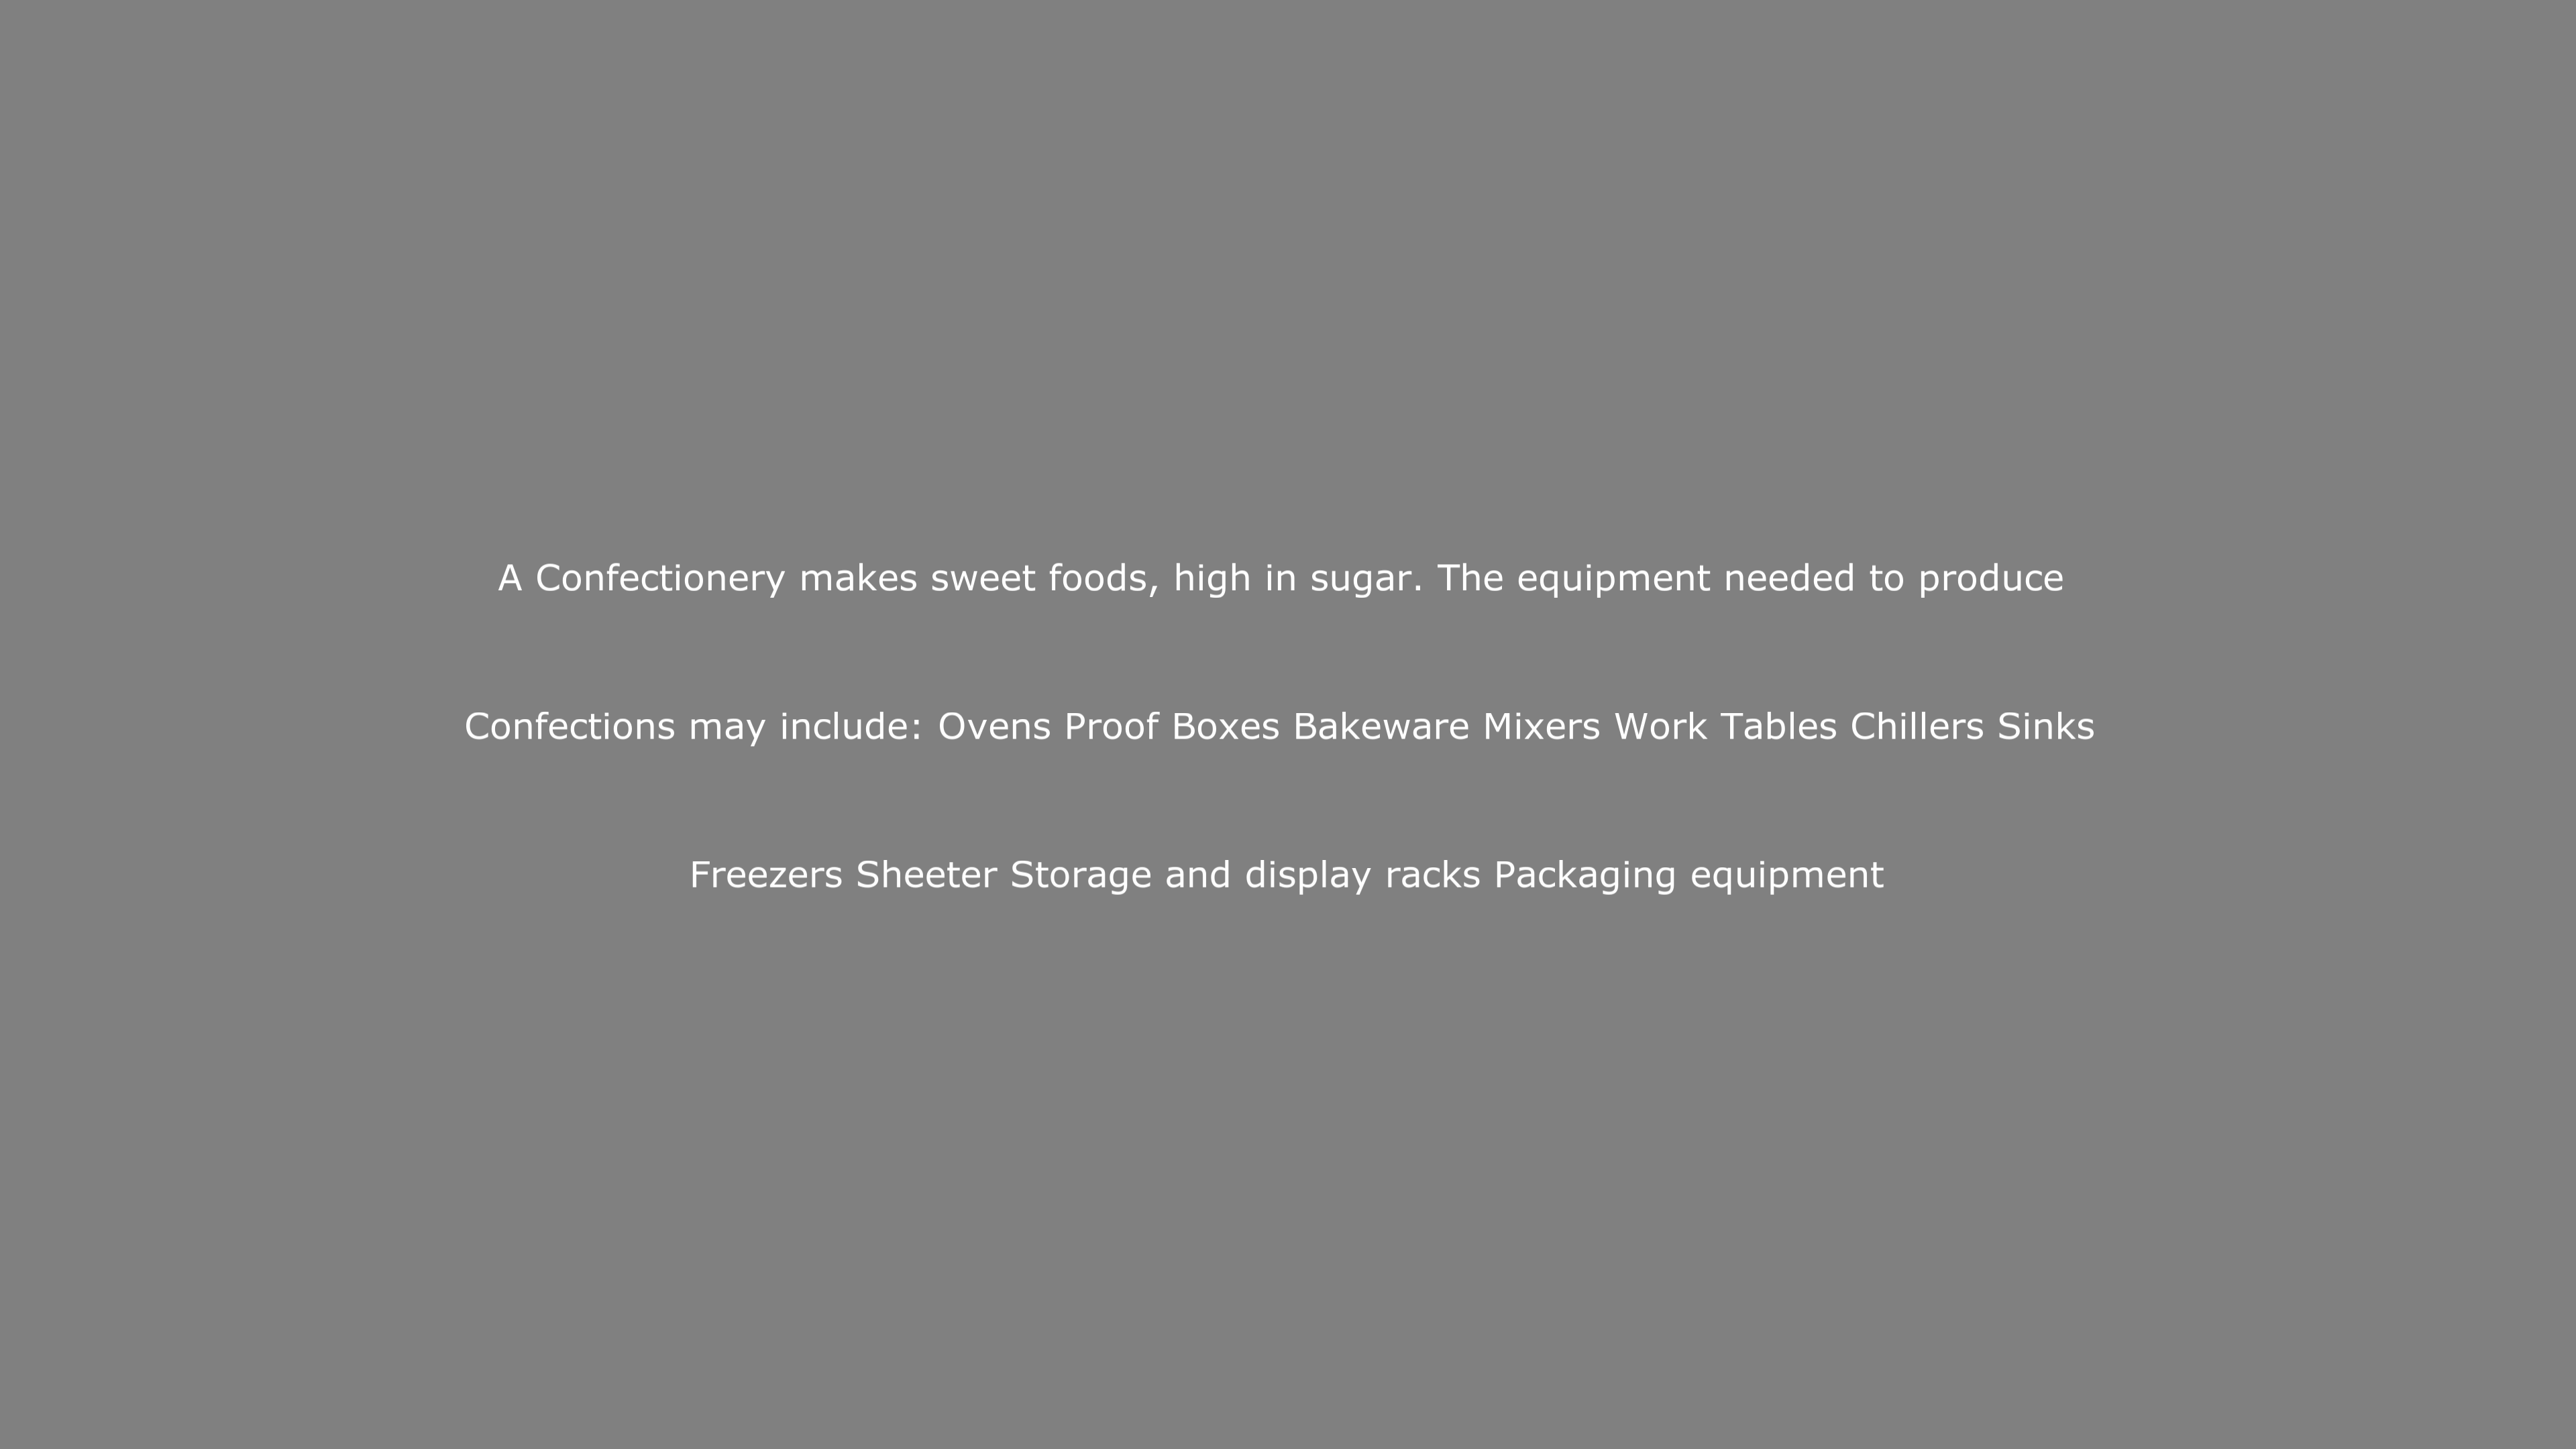 A Confectionery makes sweet foods, high in sugar. The equipment needed to produce
Confections may include: Ovens Proof Boxes Bakeware Mixers Work Tables Chillers Sinks
Freezers Sheeter Storage and display racks Packaging equipment